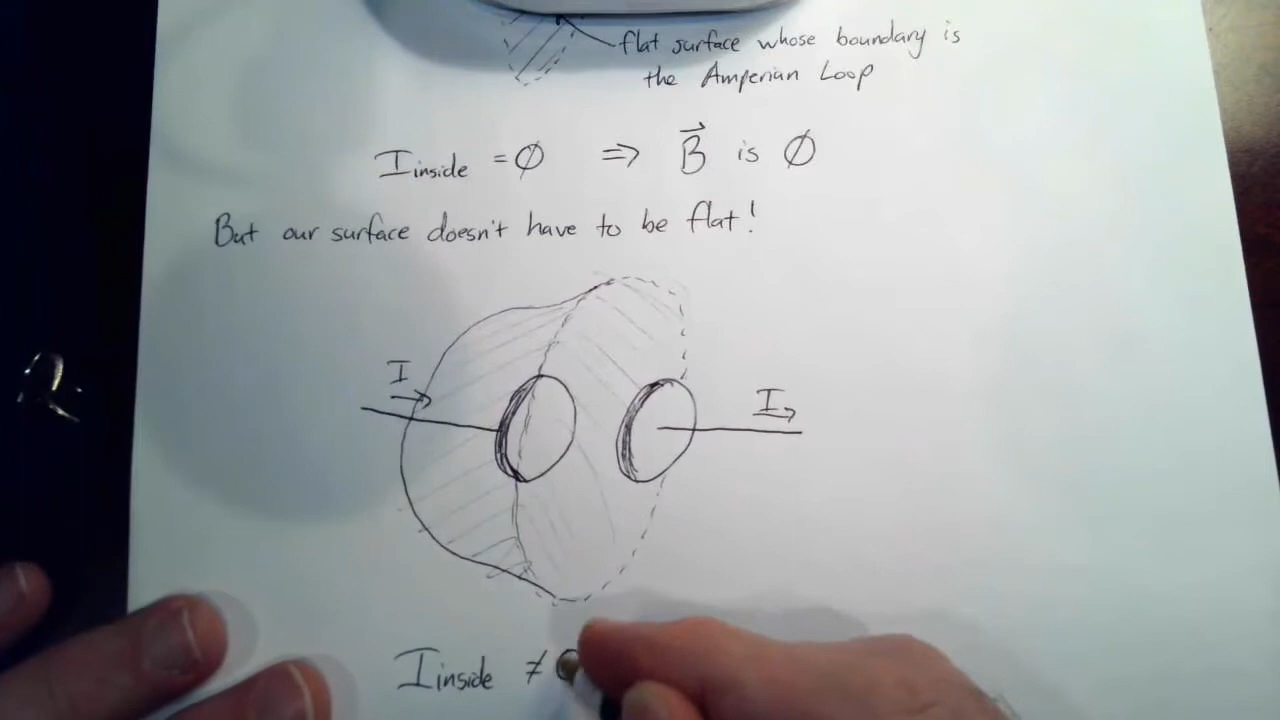 flat surface whose boundary is
the Amperian Loop
Iinside = ∅ ⇒ B⃗ is ∅
But our surface doesn't have to be flat!
I
I
Iinside ≠